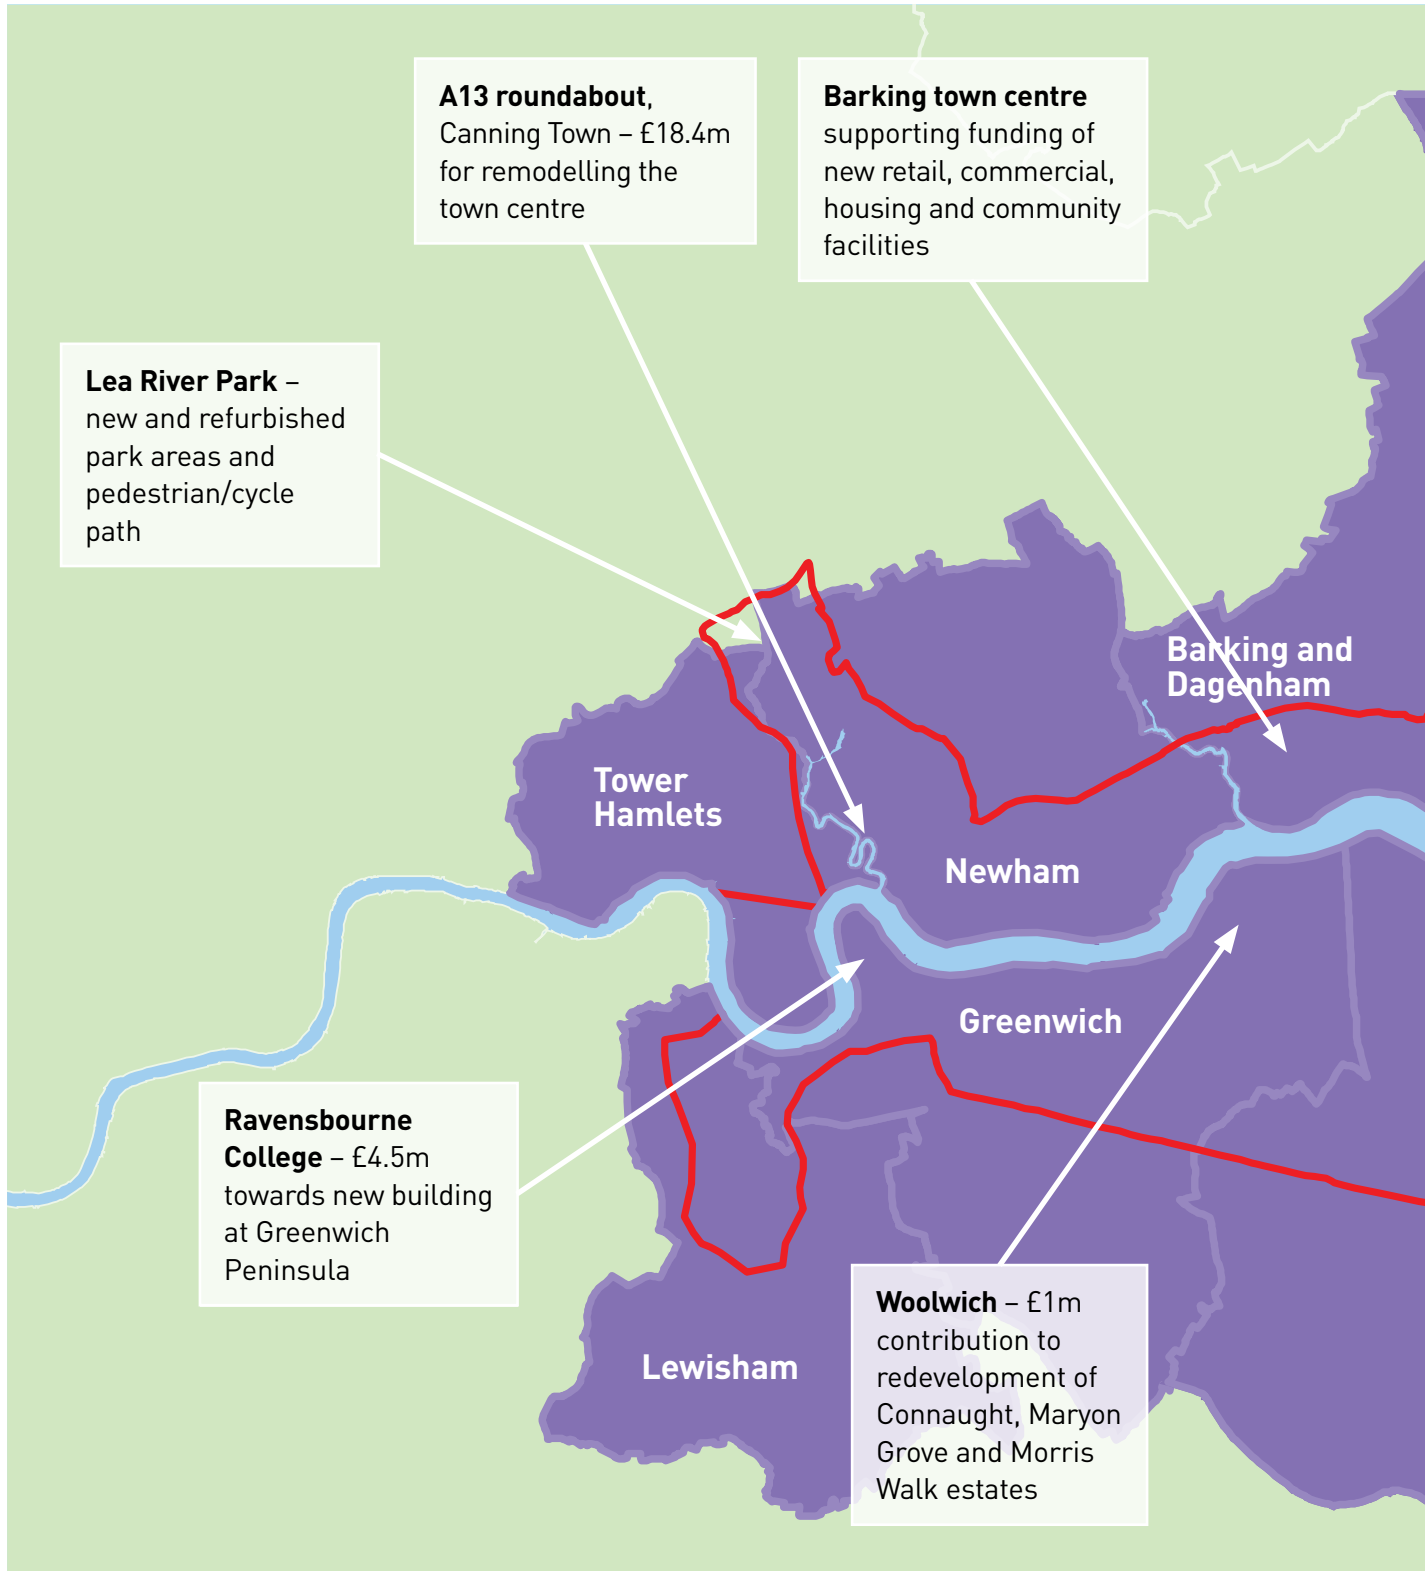 A13 roundabout,
Canning Town – £18.4m
for remodelling the
town centre
Barking town centre
supporting funding of
new retail, commercial,
housing and community
facilities
Lea River Park –
new and refurbished
park areas and
pedestrian/cycle
path
Barking and
Dagenham
Tower
Hamlets
Newham
Greenwich
Ravensbourne
College – £4.5m
towards new building
at Greenwich
Peninsula
Woolwich – £1m
contribution to
redevelopment of
Connaught, Maryon
Grove and Morris
Walk estates
Lewisham